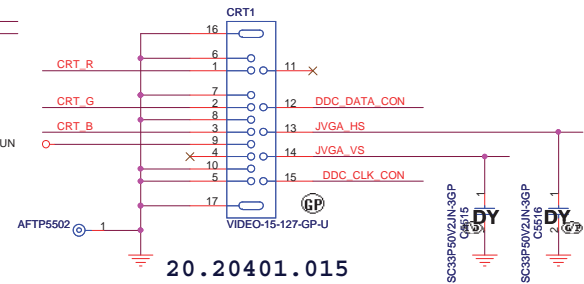 CRT1
16
6
CRT_R 1 11
7
CRT_G 2 12 DDC_DATA_CON
8
CRT_B 3 13 JVGA_HS
UN 9
4 14 JVGA_VS
10
5 15 DDC_CLK_CON
17
GP
VIDEO-15-127-GP-U
AFTP5502 1
20.20401.015
SC33P50V2JN-3GP
1
DY
SC33P50V2JN-3GP
C5516
1
DY
2